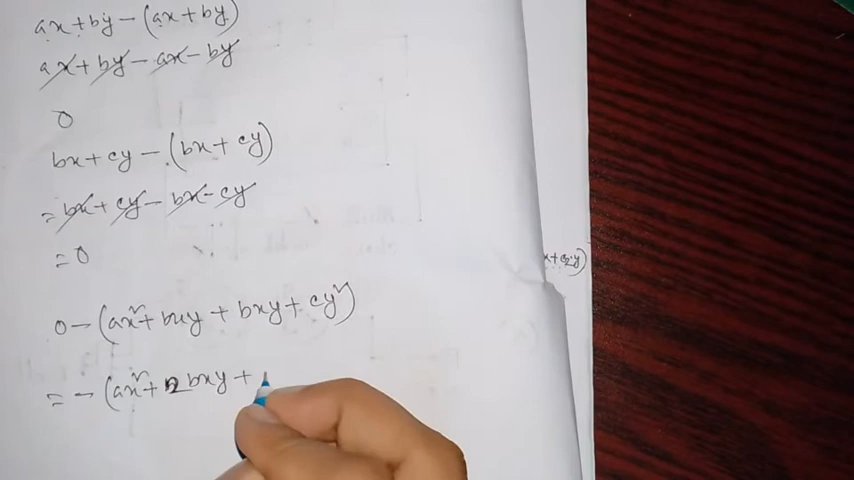 ax+by-(ax+by)
ax+by-ax-by
0
bx+cy-(bx+cy)
=bx+cy-bx-cy
=0
x+c2.y)
0-(ax²+bxy+bxy+cy²)
=-(ax²+2bxy+